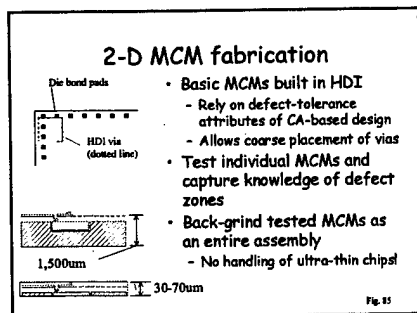 2-D MCM fabrication
Die bond pads
HDI via
(dotted line)
1,500um
30-70um
• Basic MCMs built in HDI
– Rely on defect-tolerance
attributes of CA-based design
– Allows coarse placement of vias
• Test individual MCMs and
capture knowledge of defect
zones
• Back-grind tested MCMs as
an entire assembly
– No handling of ultra-thin chips!
Fig. 85